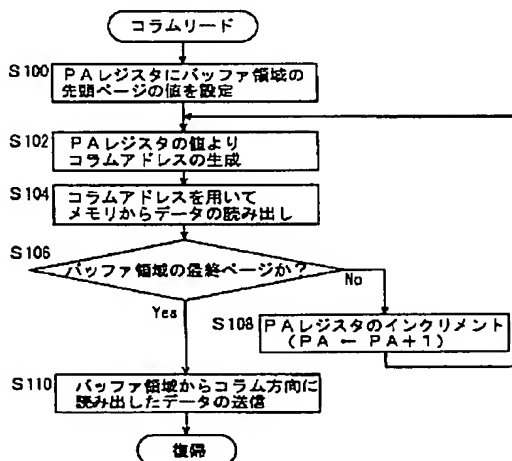 コラムリード
S100
PAレジスタにバッファ領域の
先頭ページの値を設定
S102
PAレジスタの値より
コラムアドレスの生成
S104
コラムアドレスを用いて
メモリからデータの読み出し
S106
バッファ領域の最終ページか?
No
Yes
S108
PAレジスタのインクリメント
(PA ← PA+1)
S110
バッファ領域からコラム方向に
読み出したデータの送信
復帰